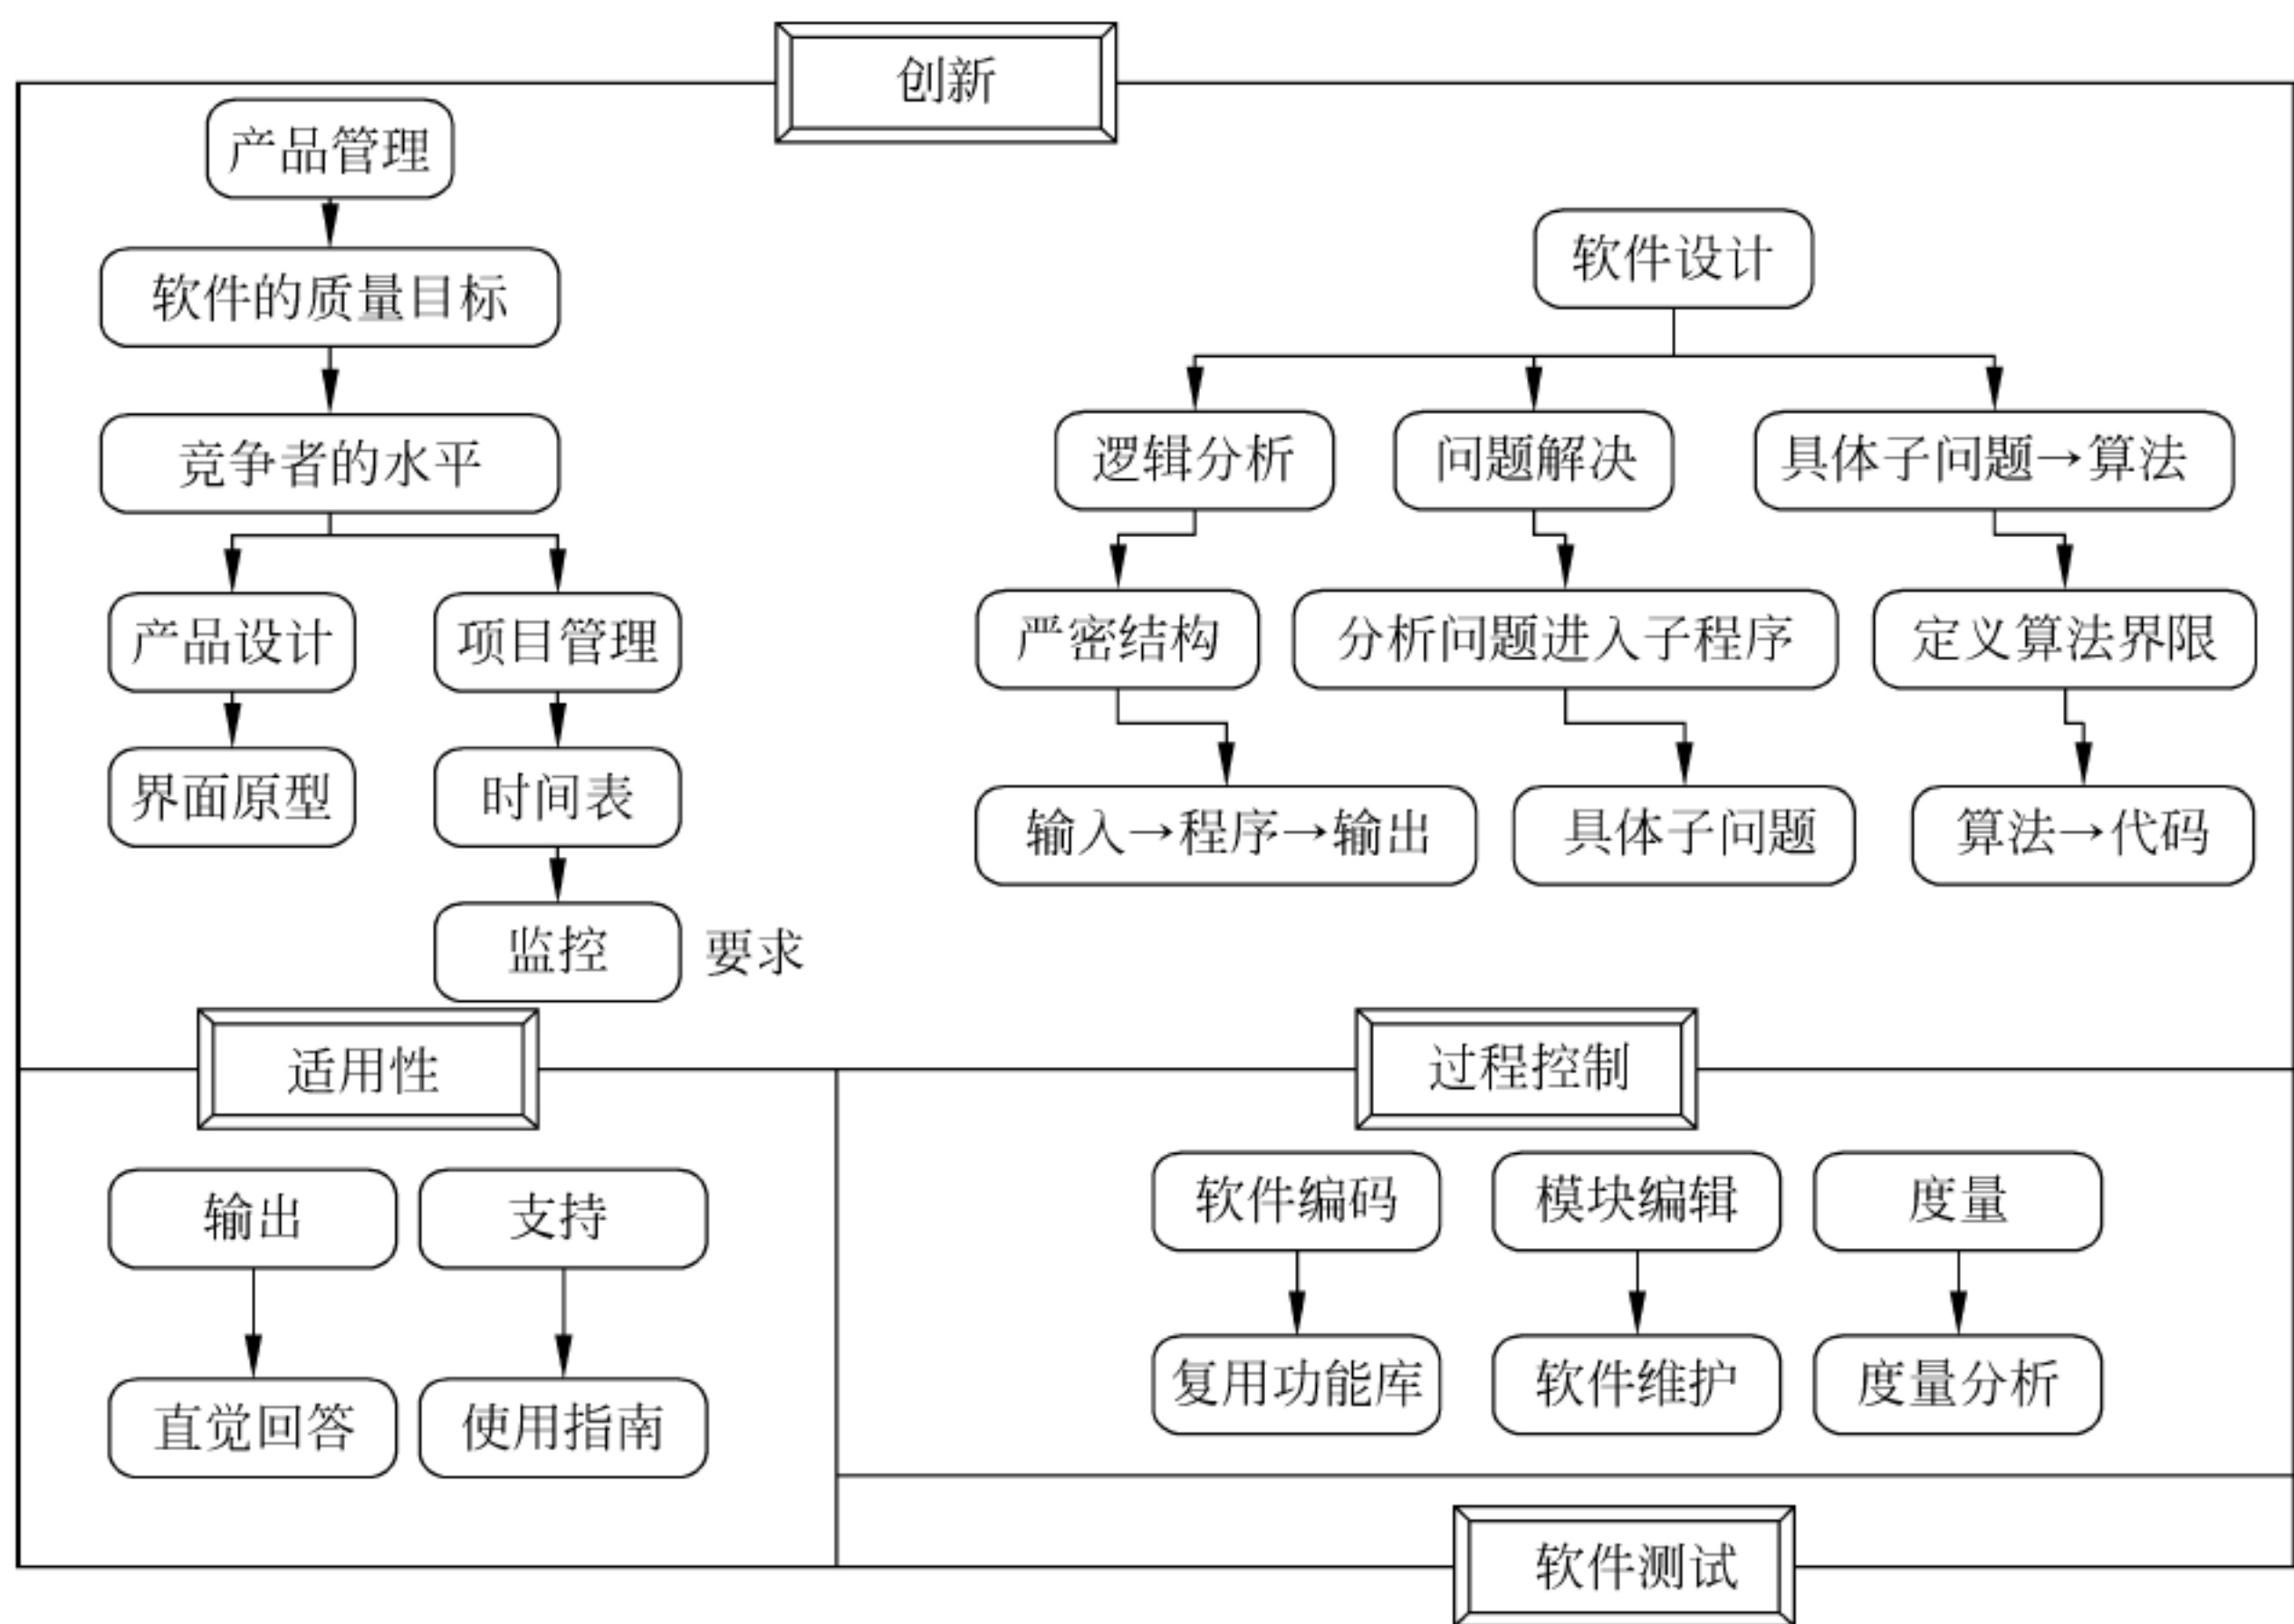 创新
产品管理
软件的质量目标
竞争者的水平
产品设计
项目管理
界面原型
时间表
监控
要求
软件设计
逻辑分析
问题解决
具体子问题→算法
严密结构
分析问题进入子程序
定义算法界限
输入→程序→输出
具体子问题
算法→代码
适用性
输出
支持
直觉回答
使用指南
过程控制
软件编码
模块编辑
度量
复用功能库
软件维护
度量分析
软件测试